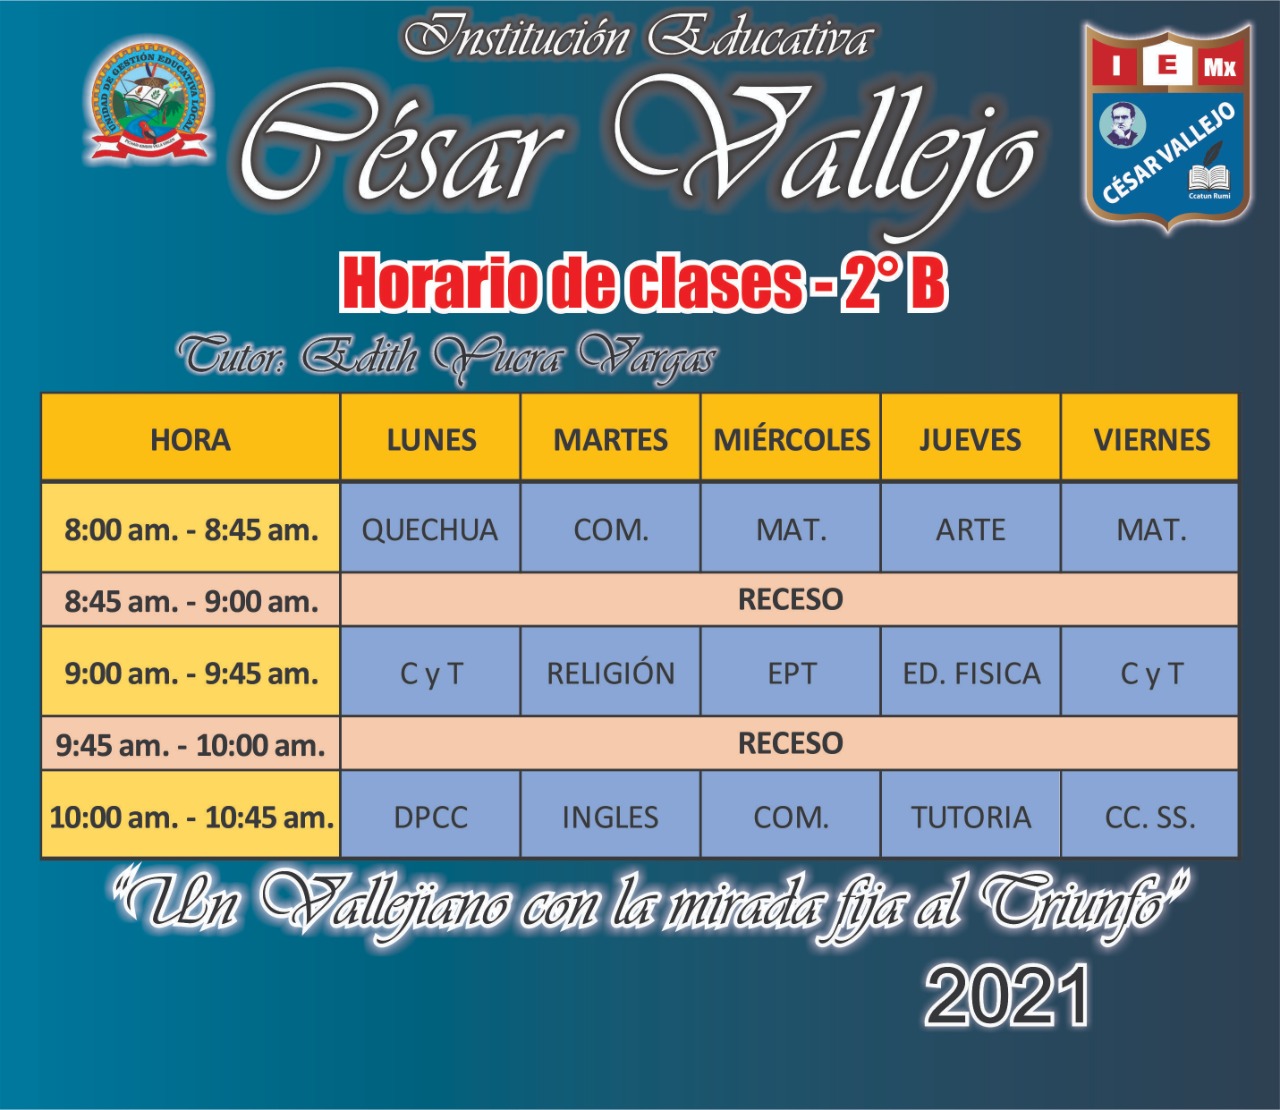 Institución Educativa
César Vallejo
UNIDAD DE GESTIÓN EDUCATIVA LOCAL
I E Mx
CÉSAR VALLEJO
Ccatun Rumi
Horario de clases - 2° B
Tutor: Edith Yucra Vargas
HORA LUNES MARTES MIÉRCOLES JUEVES VIERNES
8:00 am. - 8:45 am. QUECHUA COM. MAT. ARTE MAT.
8:45 am. - 9:00 am. RECESO
9:00 am. - 9:45 am. C y T RELIGIÓN EPT ED. FISICA C y T
9:45 am. - 10:00 am. RECESO
10:00 am. - 10:45 am. DPCC INGLES COM. TUTORIA CC. SS.
“Un Vallejiano con la mirada fija al Triunfo”
2021